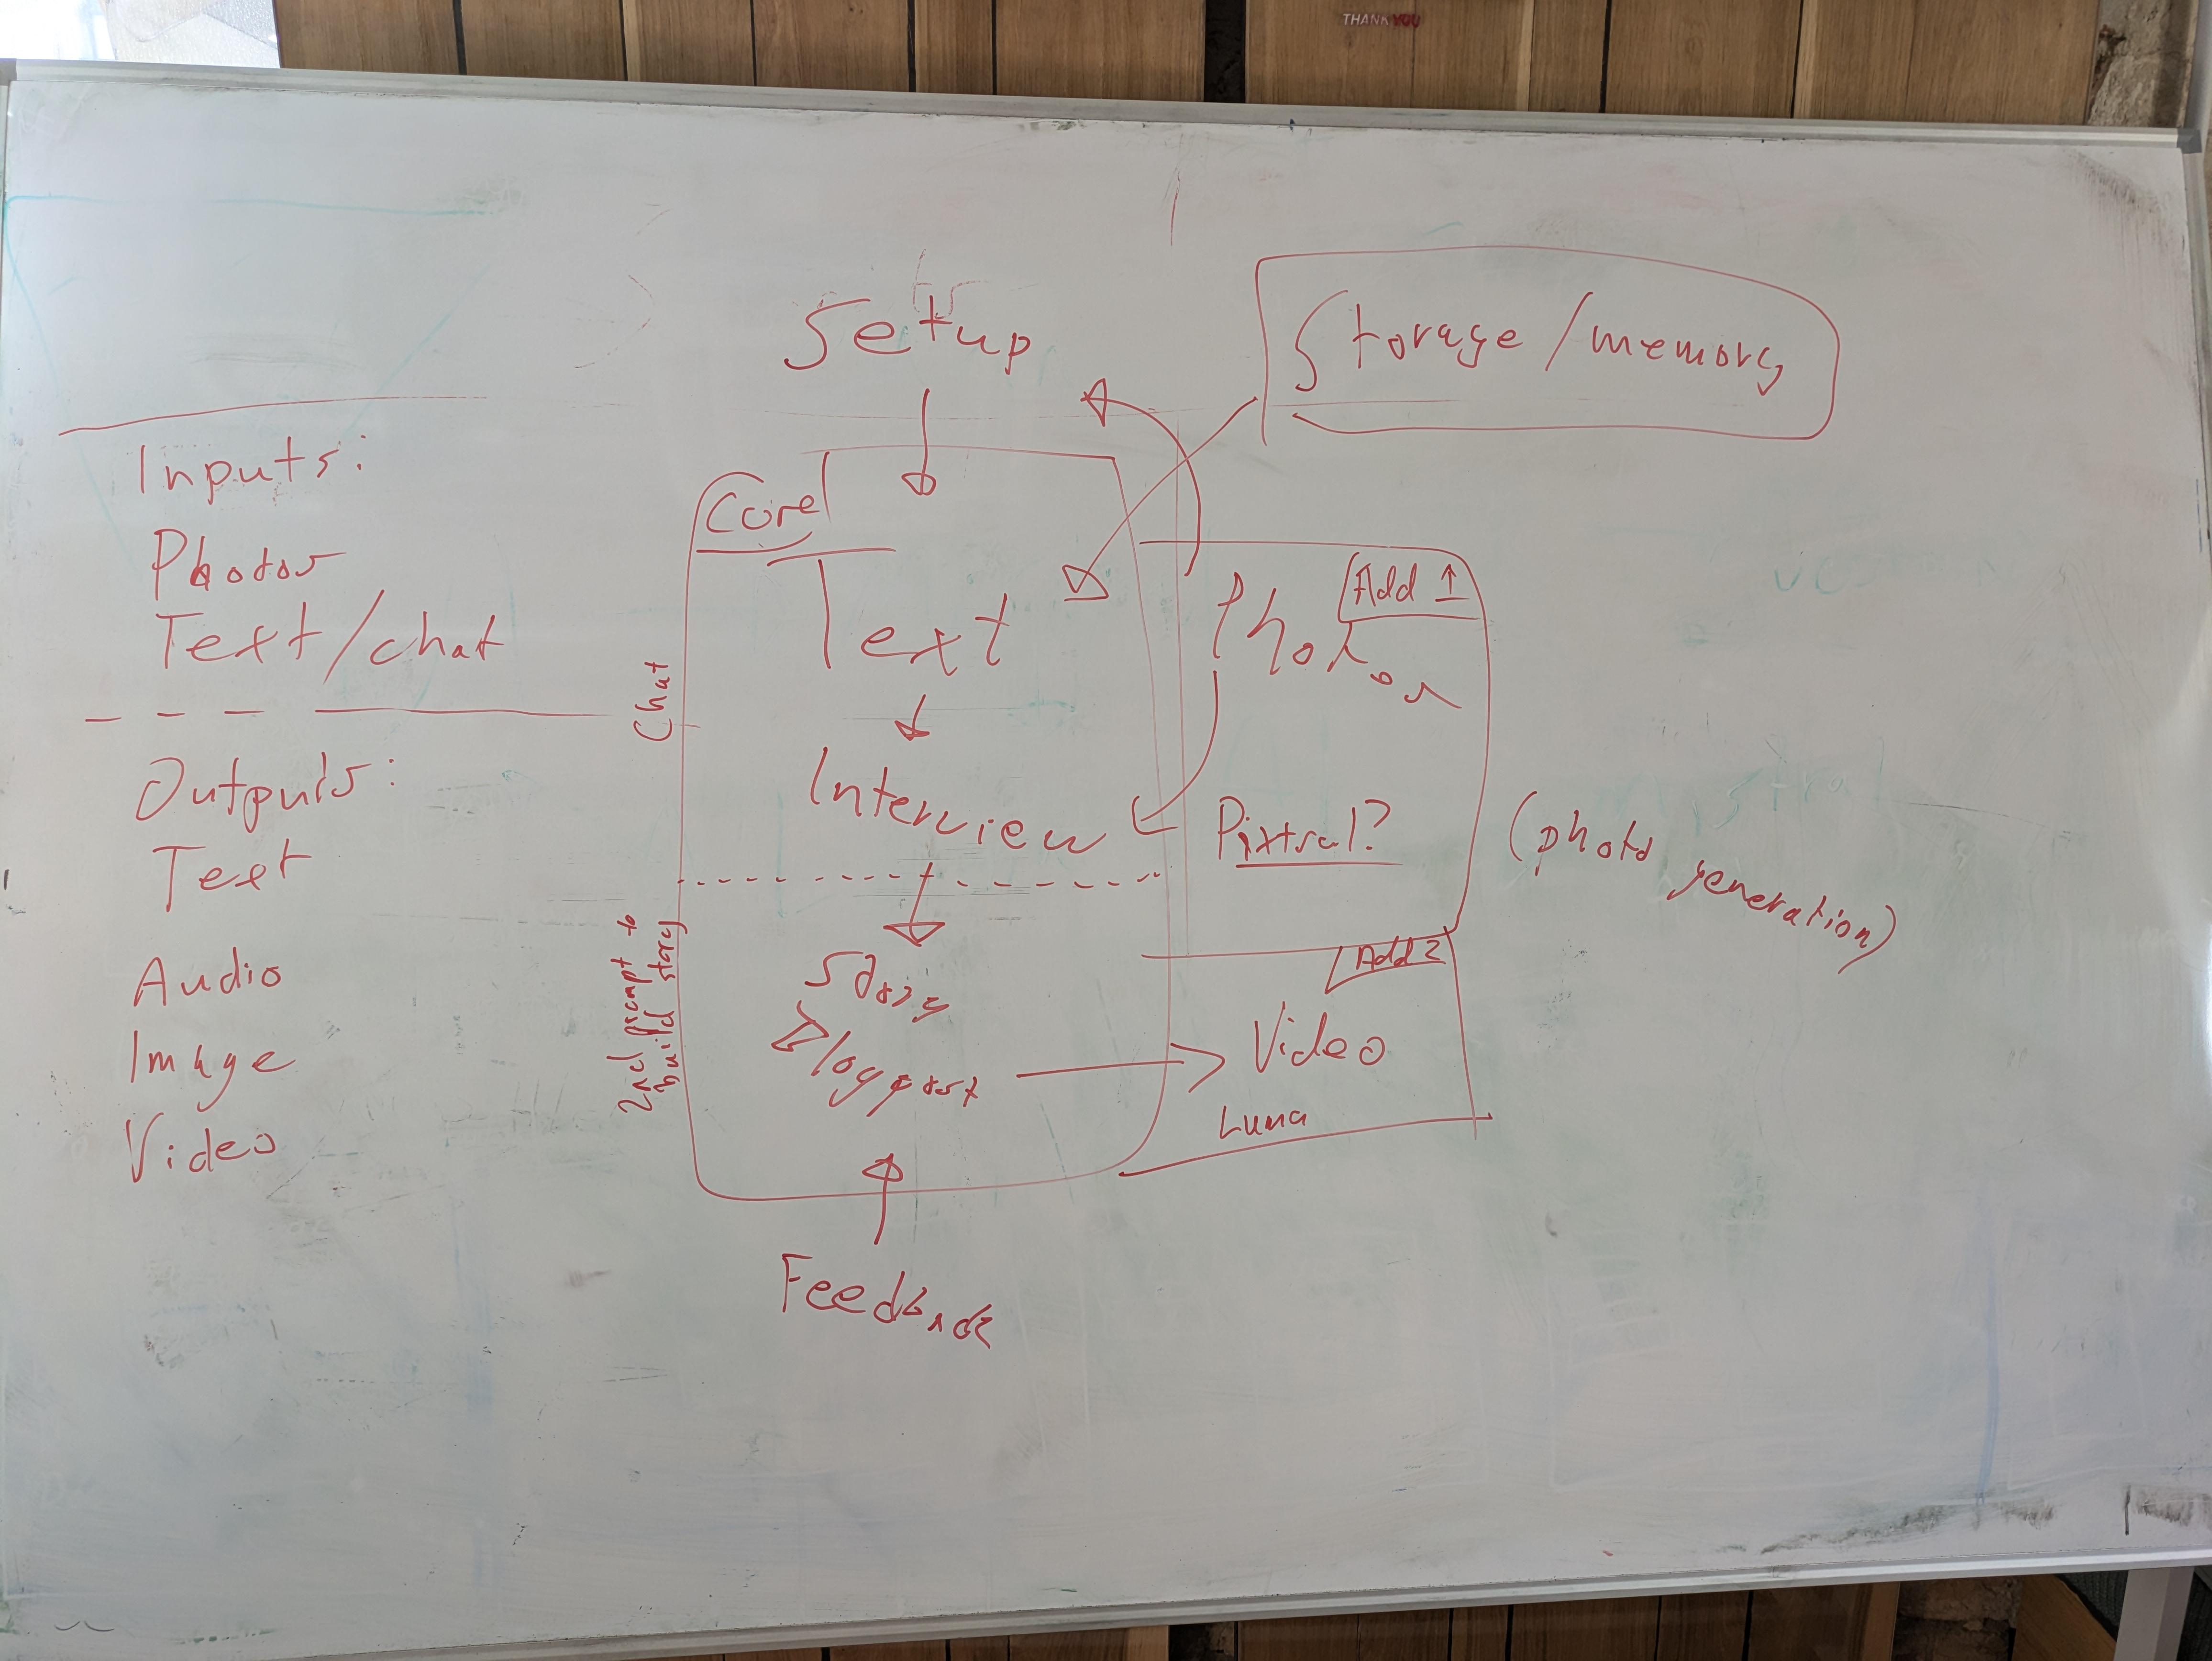 THANK YOU
Setup
Storage/memory
Inputs:
Photos
Text/chat
Outputs:
Text
Audio
Image
Video
Core
Text
Interview
Chat
2nd prompt to
build story
Story
Blogpost
Feedback
Add 1
Photos
Pixtral?
(photo generation)
Add 2
Video
Luma